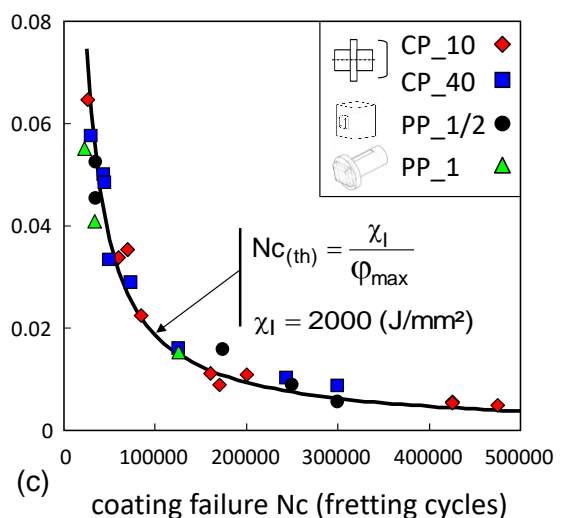 0.08
CP_10
CP_40
0.06
PP_1/2
PP_1
0.04
Nc(th) = χI / φmax
χI = 2000 (J/mm²)
0.02
0
0 100000 200000 300000 400000 500000
(c)
coating failure Nc (fretting cycles)